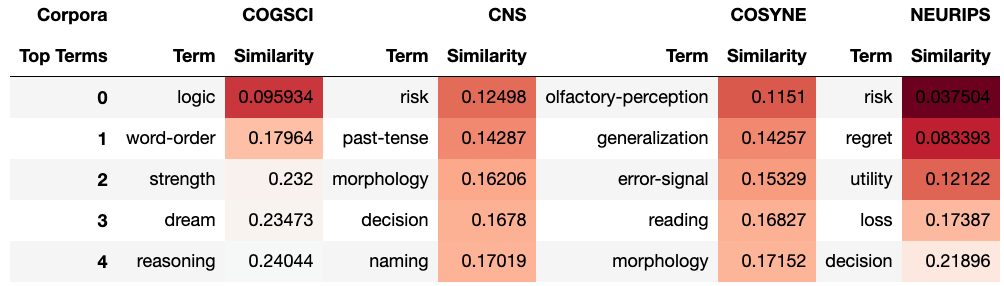 Corpora COGSCI CNS COSYNE NEURIPS
Top Terms Term Similarity Term Similarity Term Similarity Term Similarity
0 logic 0.095934 risk 0.12498 olfactory-perception 0.1151 risk 0.037504
1 word-order 0.17964 past-tense 0.14287 generalization 0.14257 regret 0.083393
2 strength 0.232 morphology 0.16206 error-signal 0.15329 utility 0.12122
3 dream 0.23473 decision 0.1678 reading 0.16827 loss 0.17387
4 reasoning 0.24044 naming 0.17019 morphology 0.17152 decision 0.21896